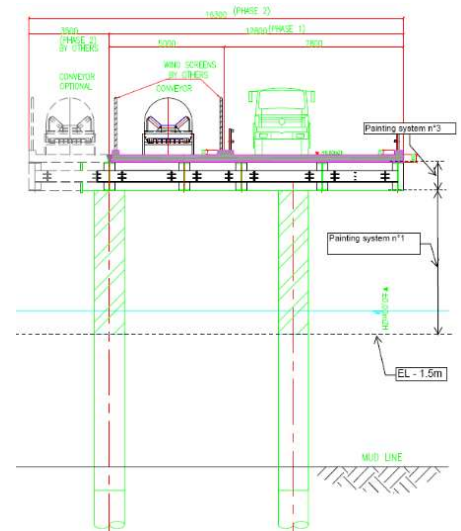 16300 (PHASE 2)
3500
12800 (PHASE 1)
(PHASE 2)
BY OTHERS
5000
7800
WIND SCREENS
BY OTHERS
CONVEYOR
OPTIONAL
CONVEYOR
Painting system n°3
Painting system n°1
EL - 1.5m
MUD LINE